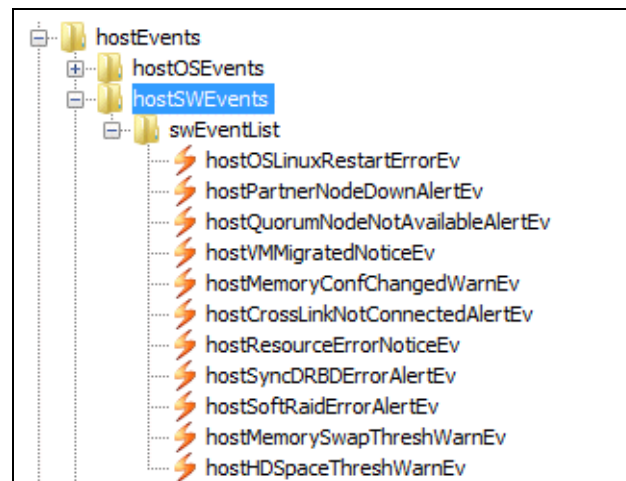 hostEvents
hostOSEvents
hostSWEvents
swEventList
hostOSLinuxRestartErrorEv
hostPartnerNodeDownAlertEv
hostQuorumNodeNotAvailableAlertEv
hostVMMigratedNoticeEv
hostMemoryConfChangedWarnEv
hostCrossLinkNotConnectedAlertEv
hostResourceErrorNoticeEv
hostSyncDRBDErrorAlertEv
hostSoftRaidErrorAlertEv
hostMemorySwapThreshWarnEv
hostHDSpaceThreshWarnEv